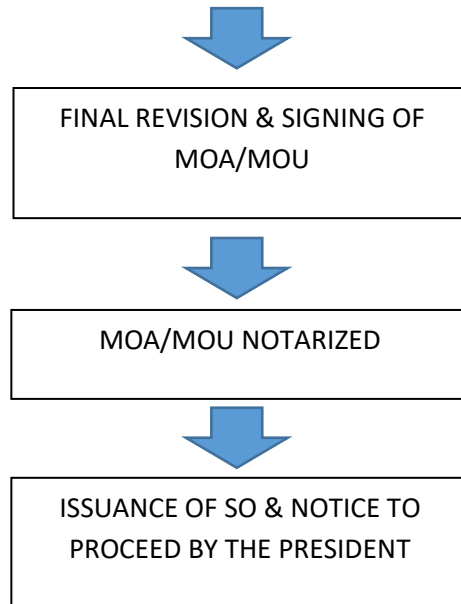 FINAL REVISION & SIGNING OF
MOA/MOU
MOA/MOU NOTARIZED
ISSUANCE OF SO & NOTICE TO
PROCEED BY THE PRESIDENT